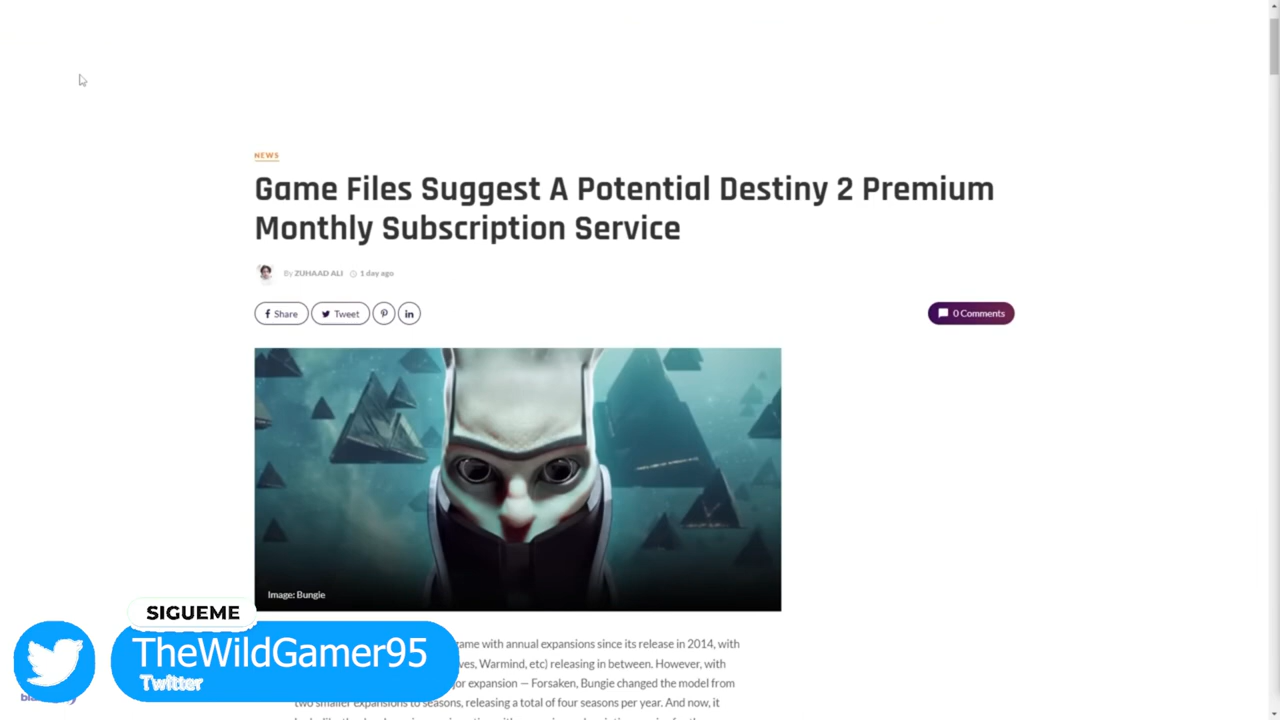 NEWS
Game Files Suggest A Potential Destiny 2 Premium
Monthly Subscription Service
By ZUHAAD ALI 1 day ago
Share Tweet
0 Comments
Image: Bungie
SIGUEME
TheWildGamer95
Twitter
game with annual expansions since its release in 2014, with
Warmind, etc) releasing in between. However, with
expansion — Forsaken, Bungie changed the model from
two smaller expansions to seasons, releasing a total of four seasons per year. And now, it